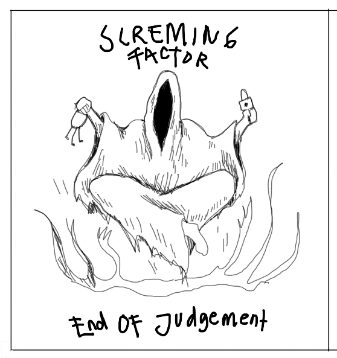 SCREMING
FACTOR
End OF Judgement